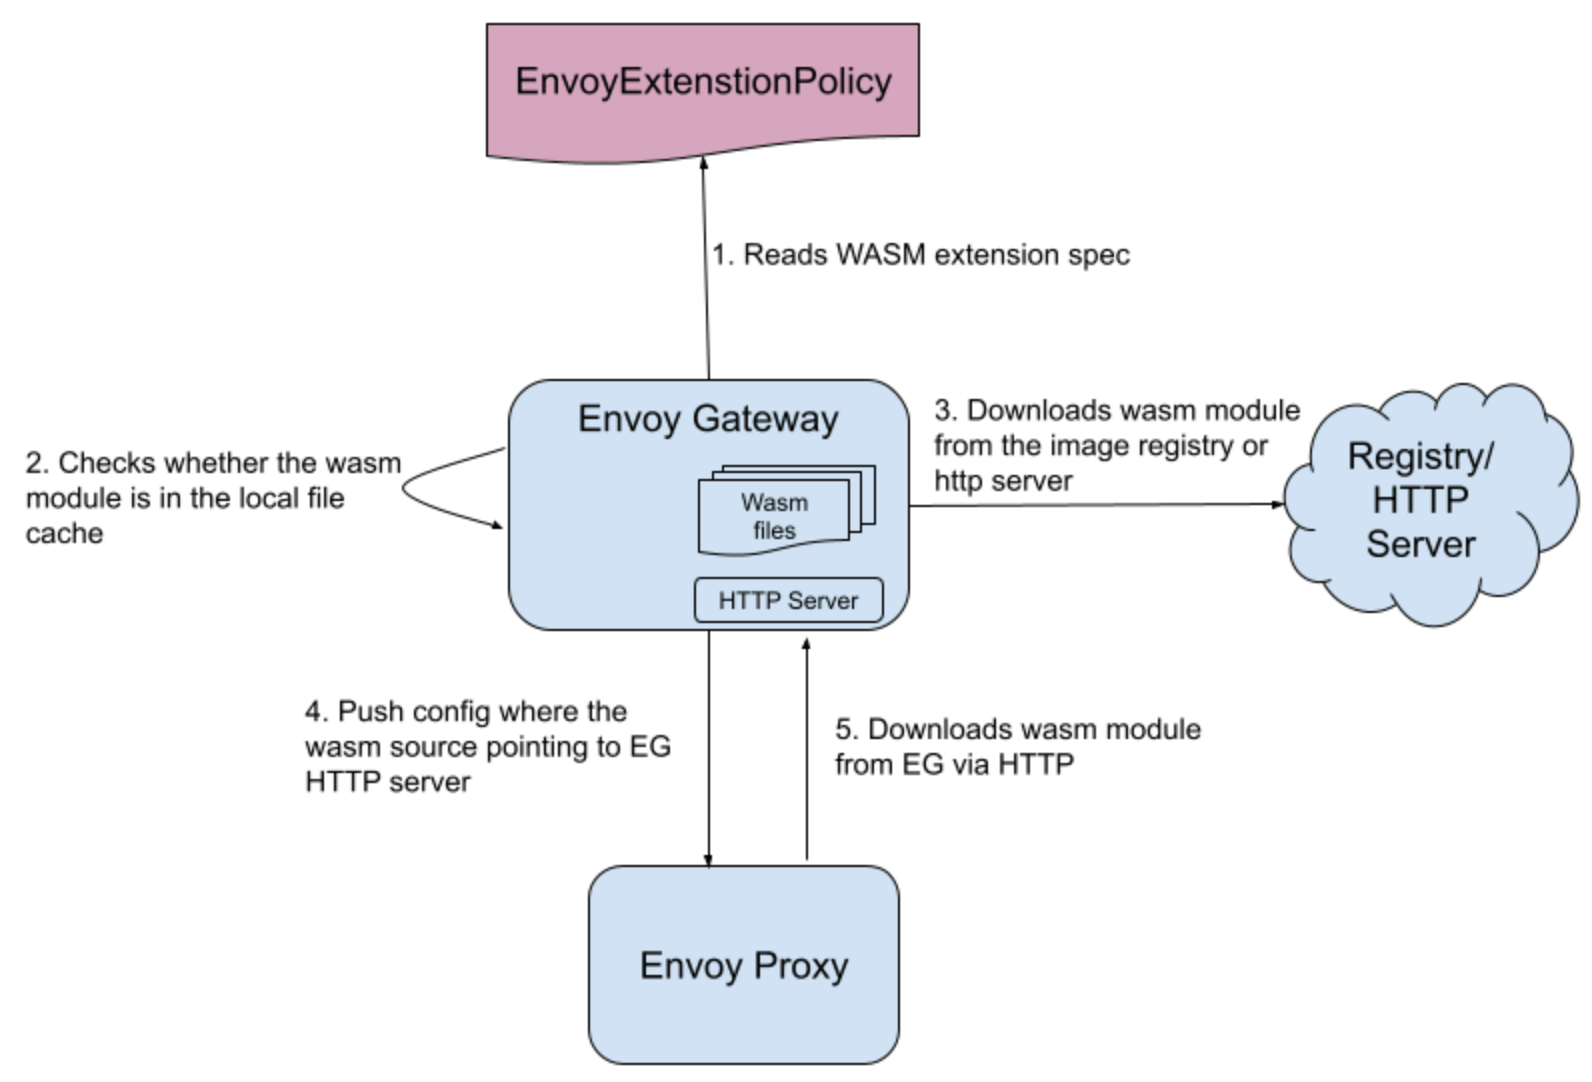 EnvoyExtenstionPolicy
1. Reads WASM extension spec
Envoy Gateway
Wasm
files
HTTP Server
2. Checks whether the wasm
module is in the local file
cache
3. Downloads wasm module
from the image registry or
http server
Registry/
HTTP
Server
4. Push config where the
wasm source pointing to EG
HTTP server
5. Downloads wasm module
from EG via HTTP
Envoy Proxy